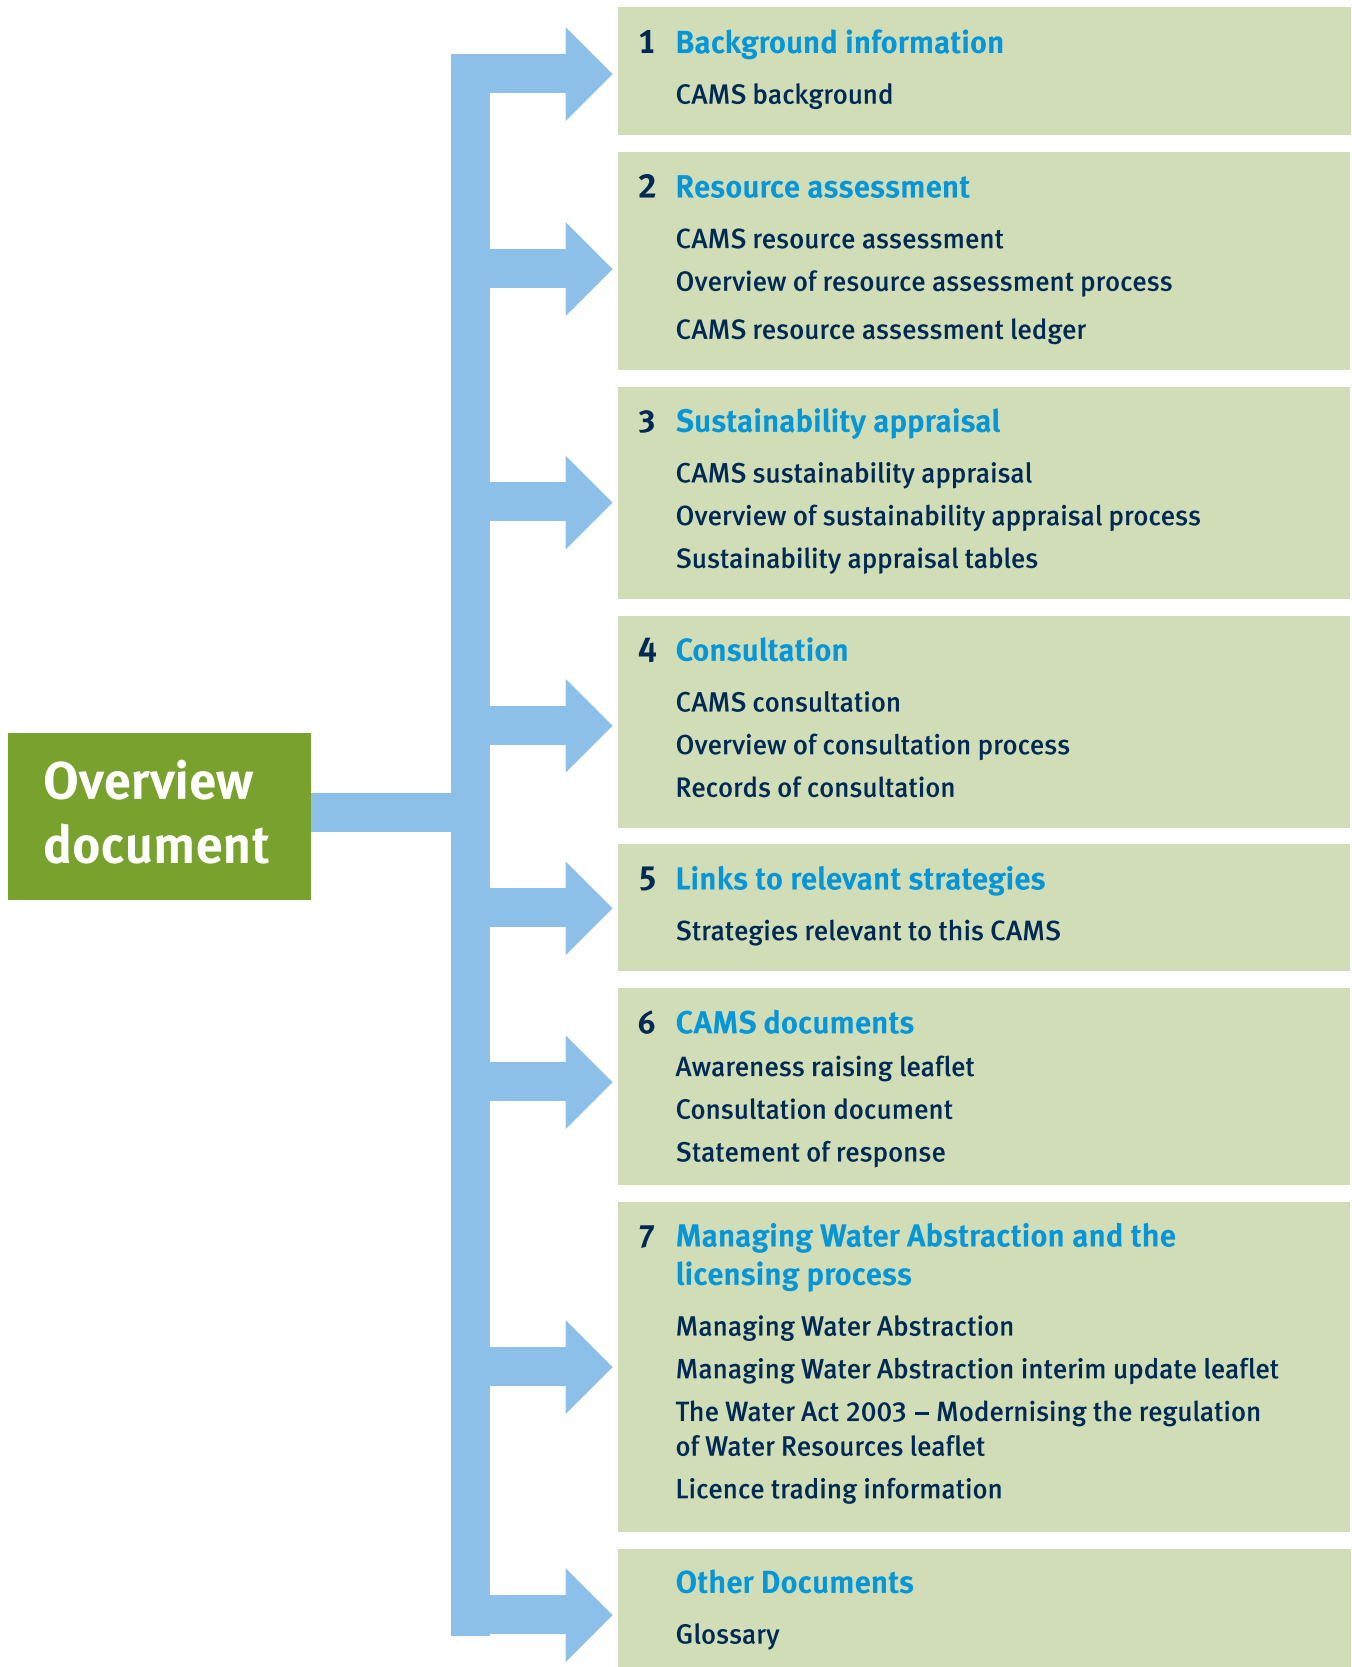 Overview
document
1 Background information
CAMS background
2 Resource assessment
CAMS resource assessment
Overview of resource assessment process
CAMS resource assessment ledger
3 Sustainability appraisal
CAMS sustainability appraisal
Overview of sustainability appraisal process
Sustainability appraisal tables
4 Consultation
CAMS consultation
Overview of consultation process
Records of consultation
5 Links to relevant strategies
Strategies relevant to this CAMS
6 CAMS documents
Awareness raising leaflet
Consultation document
Statement of response
7 Managing Water Abstraction and the
licensing process
Managing Water Abstraction
Managing Water Abstraction interim update leaflet
The Water Act 2003 – Modernising the regulation
of Water Resources leaflet
Licence trading information
Other Documents
Glossary